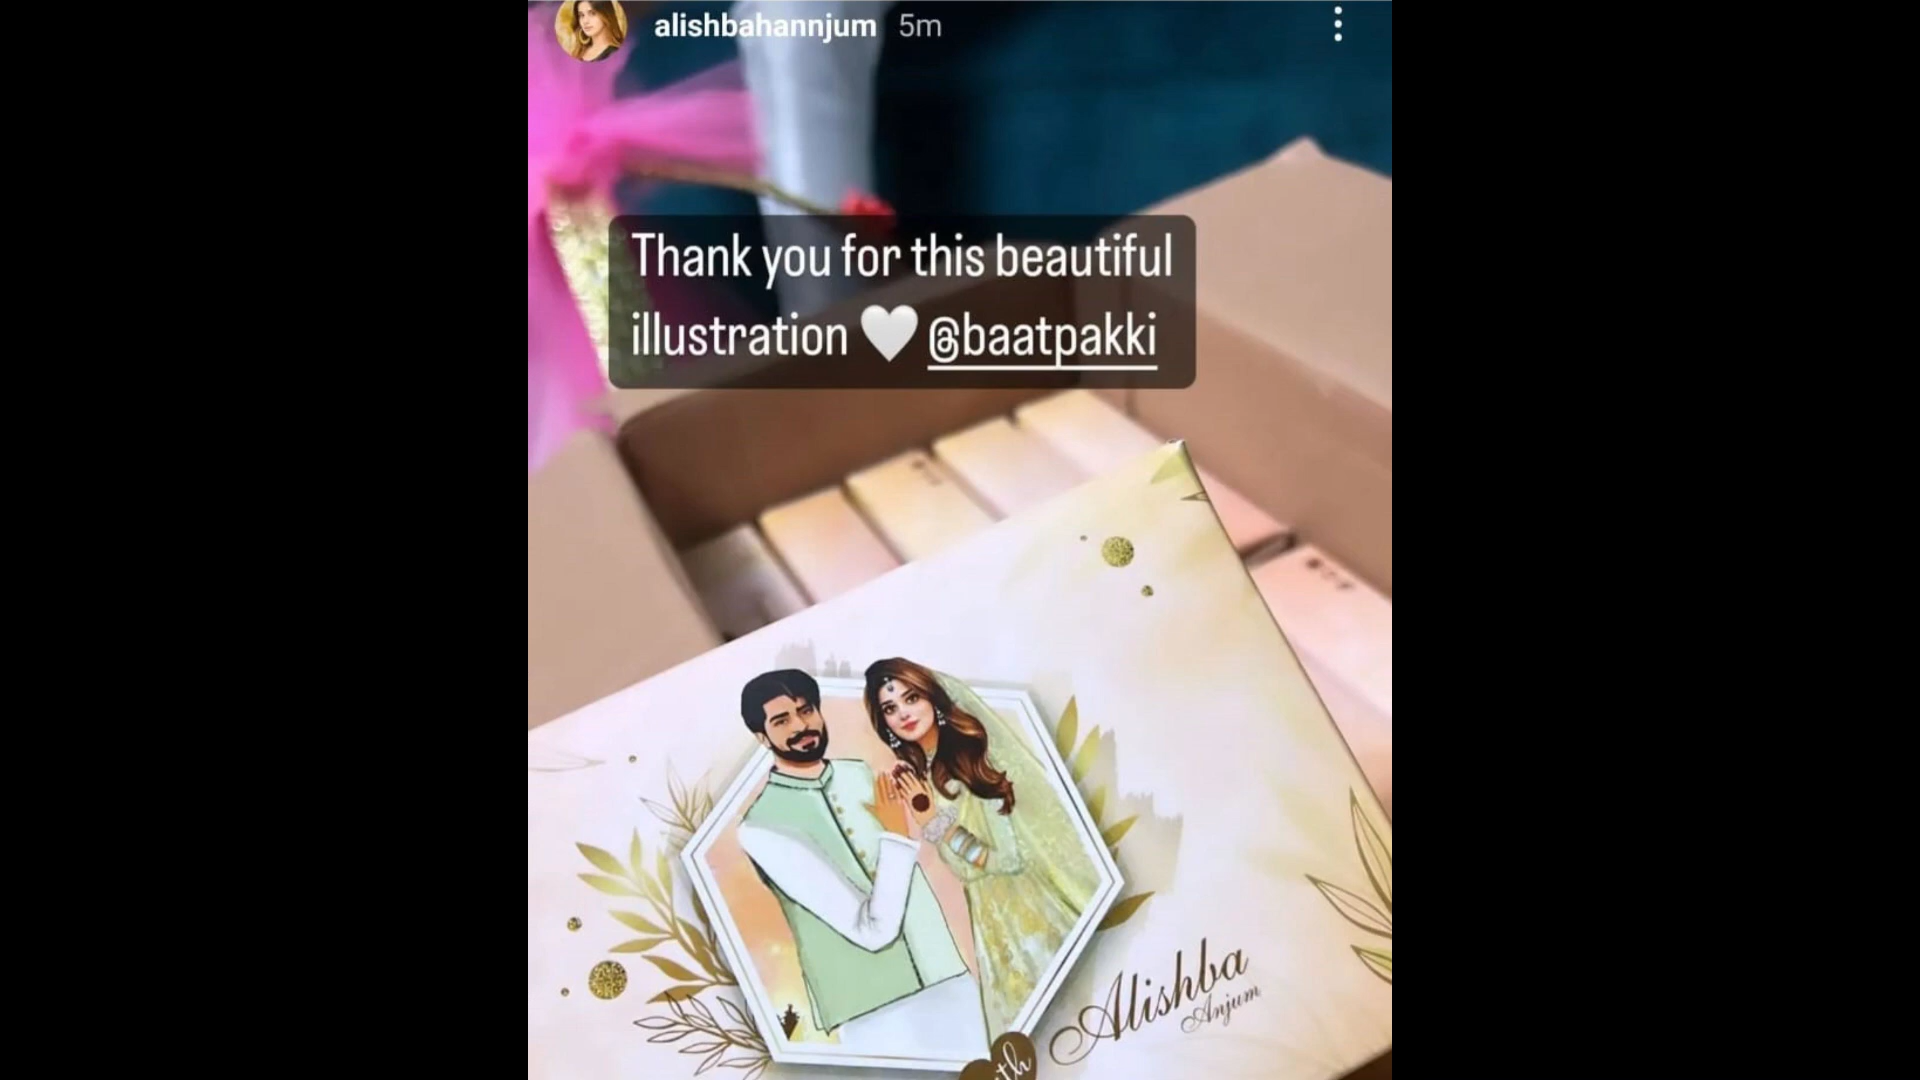 alishbahannjum 5m
Thank you for this beautiful
illustration 🤍 @baatpakki
Alishba
Anjum